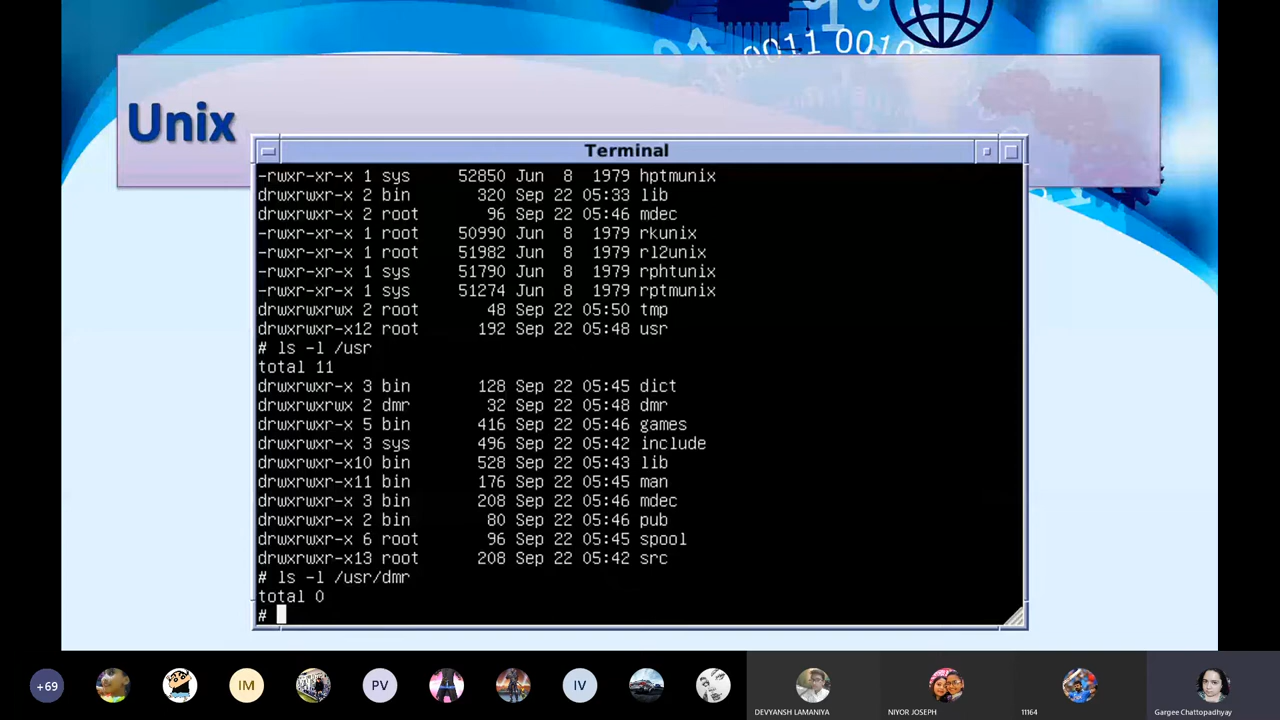 0011 001
Unix
Terminal
-rwxr-xr-x 1 sys 52850 Jun 8 1979 hptmunix
drwxrwxr-x 2 bin 320 Sep 22 05:33 lib
drwxrwxr-x 2 root 96 Sep 22 05:46 mdec
-rwxr-xr-x 1 root 50990 Jun 8 1979 rkunix
-rwxr-xr-x 1 root 51982 Jun 8 1979 rl2unix
-rwxr-xr-x 1 sys 51790 Jun 8 1979 rphtunix
-rwxr-xr-x 1 sys 51274 Jun 8 1979 rptmunix
drwxrwxrwx 2 root 48 Sep 22 05:50 tmp
drwxrwxr-x12 root 192 Sep 22 05:48 usr
# ls -l /usr
total 11
drwxrwxr-x 3 bin 128 Sep 22 05:45 dict
drwxrwxrwx 2 dmr 32 Sep 22 05:48 dmr
drwxrwxr-x 5 bin 416 Sep 22 05:46 games
drwxrwxr-x 3 sys 496 Sep 22 05:42 include
drwxrwxr-x10 bin 528 Sep 22 05:43 lib
drwxrwxr-x11 bin 176 Sep 22 05:45 man
drwxrwxr-x 3 bin 208 Sep 22 05:46 mdec
drwxrwxr-x 2 bin 80 Sep 22 05:46 pub
drwxrwxr-x 6 root 96 Sep 22 05:45 spool
drwxrwxr-x13 root 208 Sep 22 05:42 src
# ls -l /usr/dmr
total 0
#
+69 IM PV IV
DEVYANSH LAMANIYA NIYOR JOSEPH 11164 Gargee Chattopadhyay